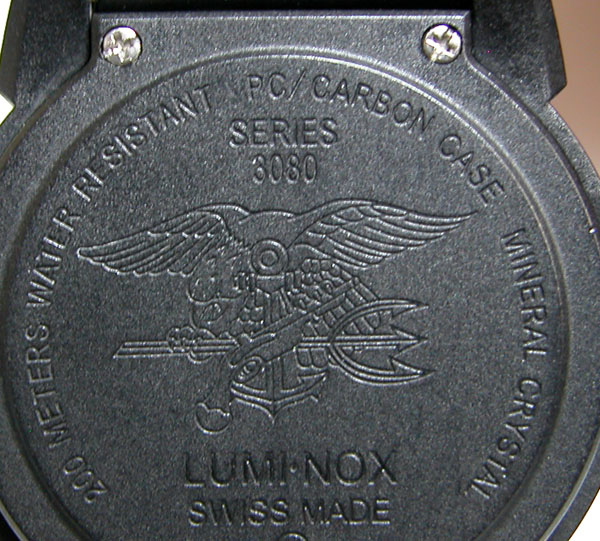 200 METERS WATER RESISTANT PC/CARBON CASE MINERAL CRYSTAL
SERIES
3080
LUMI·NOX
SWISS MADE